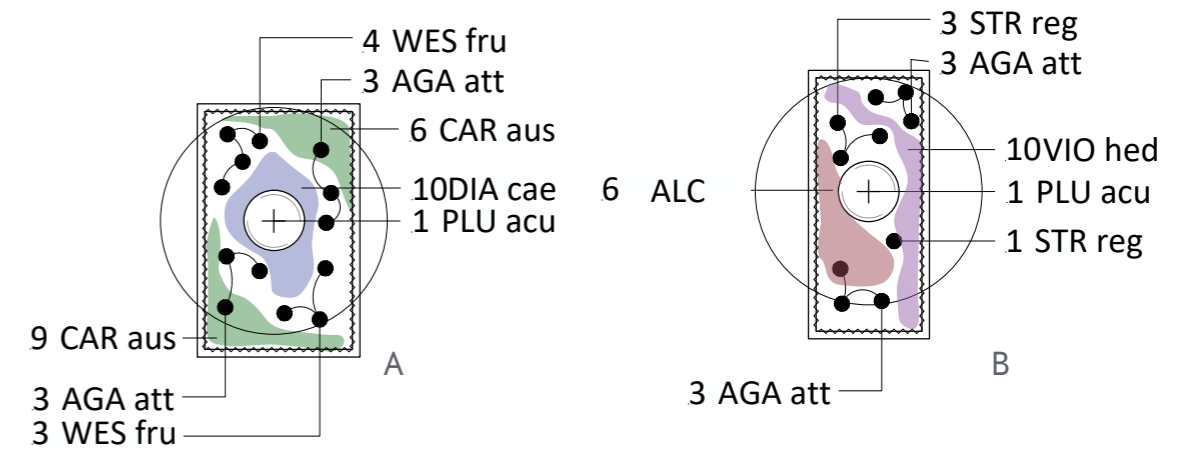 4 WES fru
3 AGA att
6 CAR aus
10DIA cae
1 PLU acu
9 CAR aus
A
3 AGA att
3 WES fru
3 STR reg
3 AGA att
10VIO hed
6 ALC
1 PLU acu
1 STR reg
B
3 AGA att